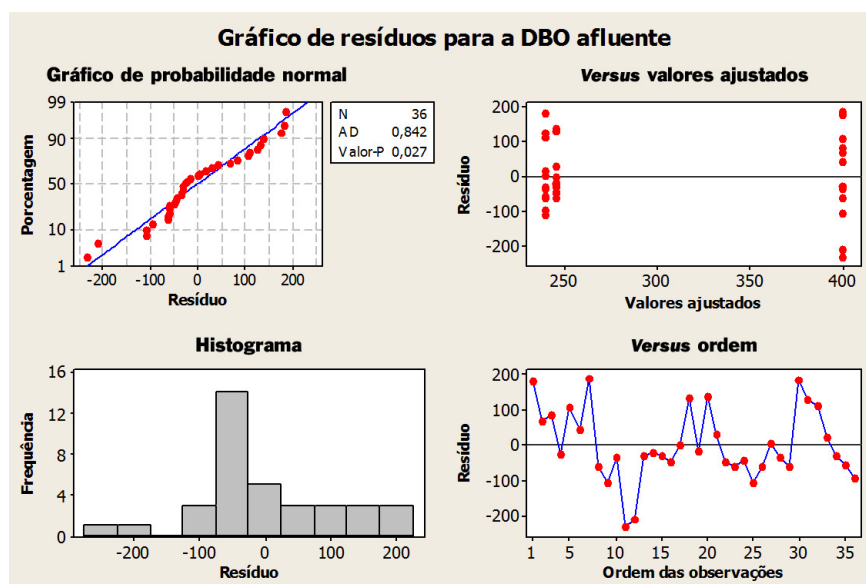 Gráfico de resíduos para a DBO afluente
Gráfico de probabilidade normal
99
90
50
10
1
Porcentagem
-200 -100 0 100 200
Resíduo
N 36
AD 0,842
Valor-P 0,027
Versus valores ajustados
200
100
0
-100
-200
Resíduo
250 300 350 400
Valores ajustados
Histograma
16
12
8
4
0
Frequência
-200 -100 0 100 200
Resíduo
Versus ordem
200
100
0
-100
-200
Resíduo
1 5 10 15 20 25 30 35
Ordem das observações